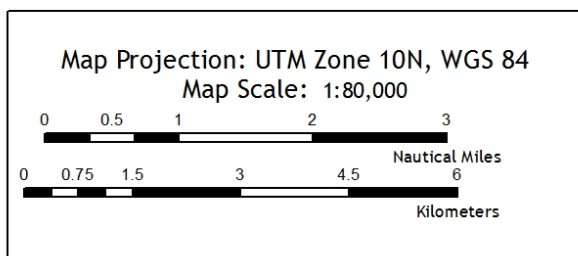 Map Projection: UTM Zone 10N, WGS 84
Map Scale: 1:80,000
0 0.5 1 2 3
Nautical Miles
0 0.75 1.5 3 4.5 6
Kilometers